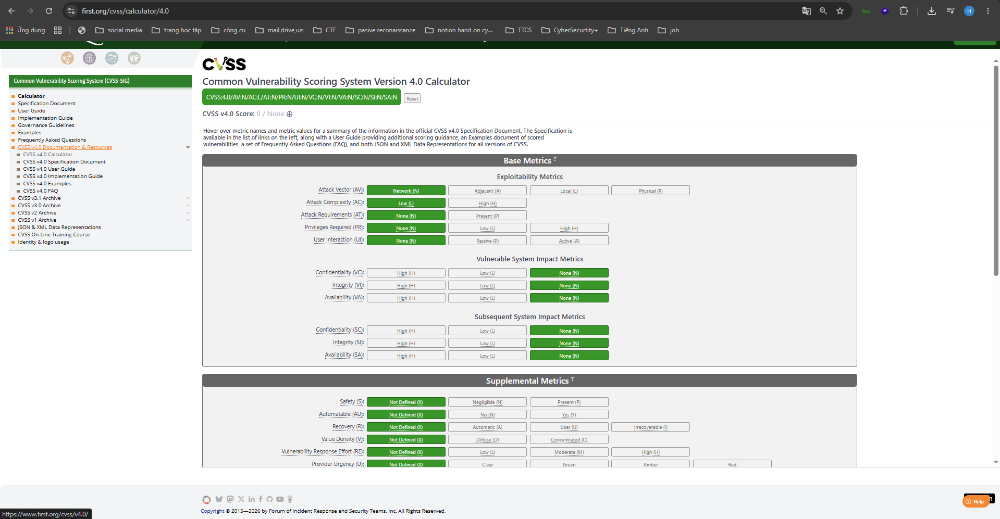 first.org/cvss/calculator/4.0
H
Ứng dụng
social media
trang học tập
công cụ
mail,drive,uis
CTF
pasive reconaissance
notion hand on cy...
TTCS
CyberSecurtity+
Tiếng Anh
job
Common Vulnerability Scoring System (CVSS-SIG)
Calculator
Specification Document
User Guide
Implementation Guide
Governance Guidelines
Examples
Frequently Asked Questions
CVSS v4.0 Documentation & Resources
CVSS v4.0 Calculator
CVSS v4.0 Specification Document
CVSS v4.0 User Guide
CVSS v4.0 Implementation Guide
CVSS v4.0 Examples
CVSS v4.0 FAQ
CVSS v3.1 Archive
CVSS v3.0 Archive
CVSS v2 Archive
CVSS v1 Archive
JSON & XML Data Representations
CVSS On-Line Training Course
Identity & logo usage
CVSS
Common Vulnerability Scoring System Version 4.0 Calculator
CVSS:4.0/AV:N/AC:L/AT:N/PR:N/UI:N/VC:N/VI:N/VA:N/SC:N/SI:N/SA:N Reset
CVSS v4.0 Score: 0 / None ⊕
Hover over metric names and metric values for a summary of the information in the official CVSS v4.0 Specification Document. The Specification is
available in the list of links on the left, along with a User Guide providing additional scoring guidance, an Examples document of scored
vulnerabilities, a set of Frequently Asked Questions (FAQ), and both JSON and XML Data Representations for all versions of CVSS.
Base Metrics ?
Exploitability Metrics
Attack Vector (AV): Network (N) Adjacent (A) Local (L) Physical (P)
Attack Complexity (AC): Low (L) High (H)
Attack Requirements (AT): None (N) Present (P)
Privileges Required (PR): None (N) Low (L) High (H)
User Interaction (UI): None (N) Passive (P) Active (A)
Vulnerable System Impact Metrics
Confidentiality (VC): High (H) Low (L) None (N)
Integrity (VI): High (H) Low (L) None (N)
Availability (VA): High (H) Low (L) None (N)
Subsequent System Impact Metrics
Confidentiality (SC): High (H) Low (L) None (N)
Integrity (SI): High (H) Low (L) None (N)
Availability (SA): High (H) Low (L) None (N)
Supplemental Metrics ?
Safety (S): Not Defined (X) Negligible (N) Present (P)
Automatable (AU): Not Defined (X) No (N) Yes (Y)
Recovery (R): Not Defined (X) Automatic (A) User (U) Irrecoverable (I)
Value Density (V): Not Defined (X) Diffuse (D) Concentrated (C)
Vulnerability Response Effort (RE): Not Defined (X) Low (L) Moderate (M) High (H)
Provider Urgency (U): Not Defined (X) Clear Green Amber Red
Copyright © 2015—2026 by Forum of Incident Response and Security Teams, Inc. All Rights Reserved.
Help
R
https://www.first.org/cvss/v4.0/